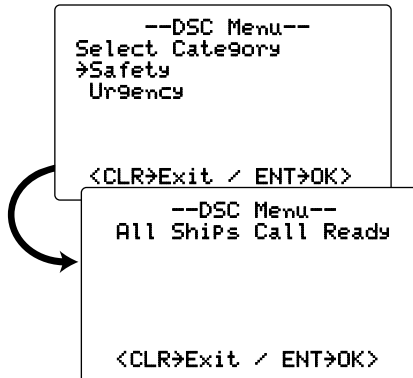 --DSC Menu--
Select Category
→Safety
Urgency
<CLR→Exit / ENT→OK>
--DSC Menu--
All Ships Call Ready
<CLR→Exit / ENT→OK>